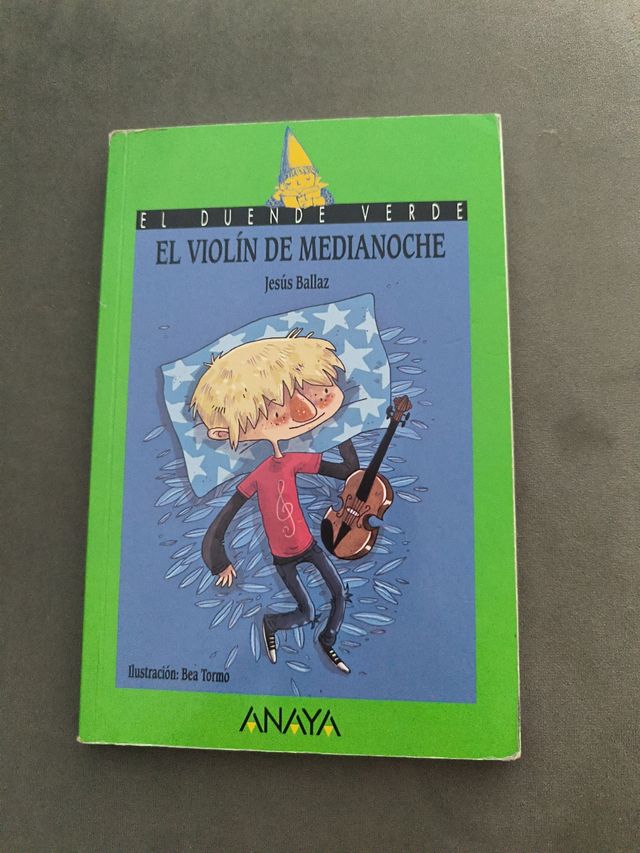 EL DUENDE VERDE
EL VIOLÍN DE MEDIANOCHE
Jesús Ballaz
Ilustración: Bea Tormo
ANAYA